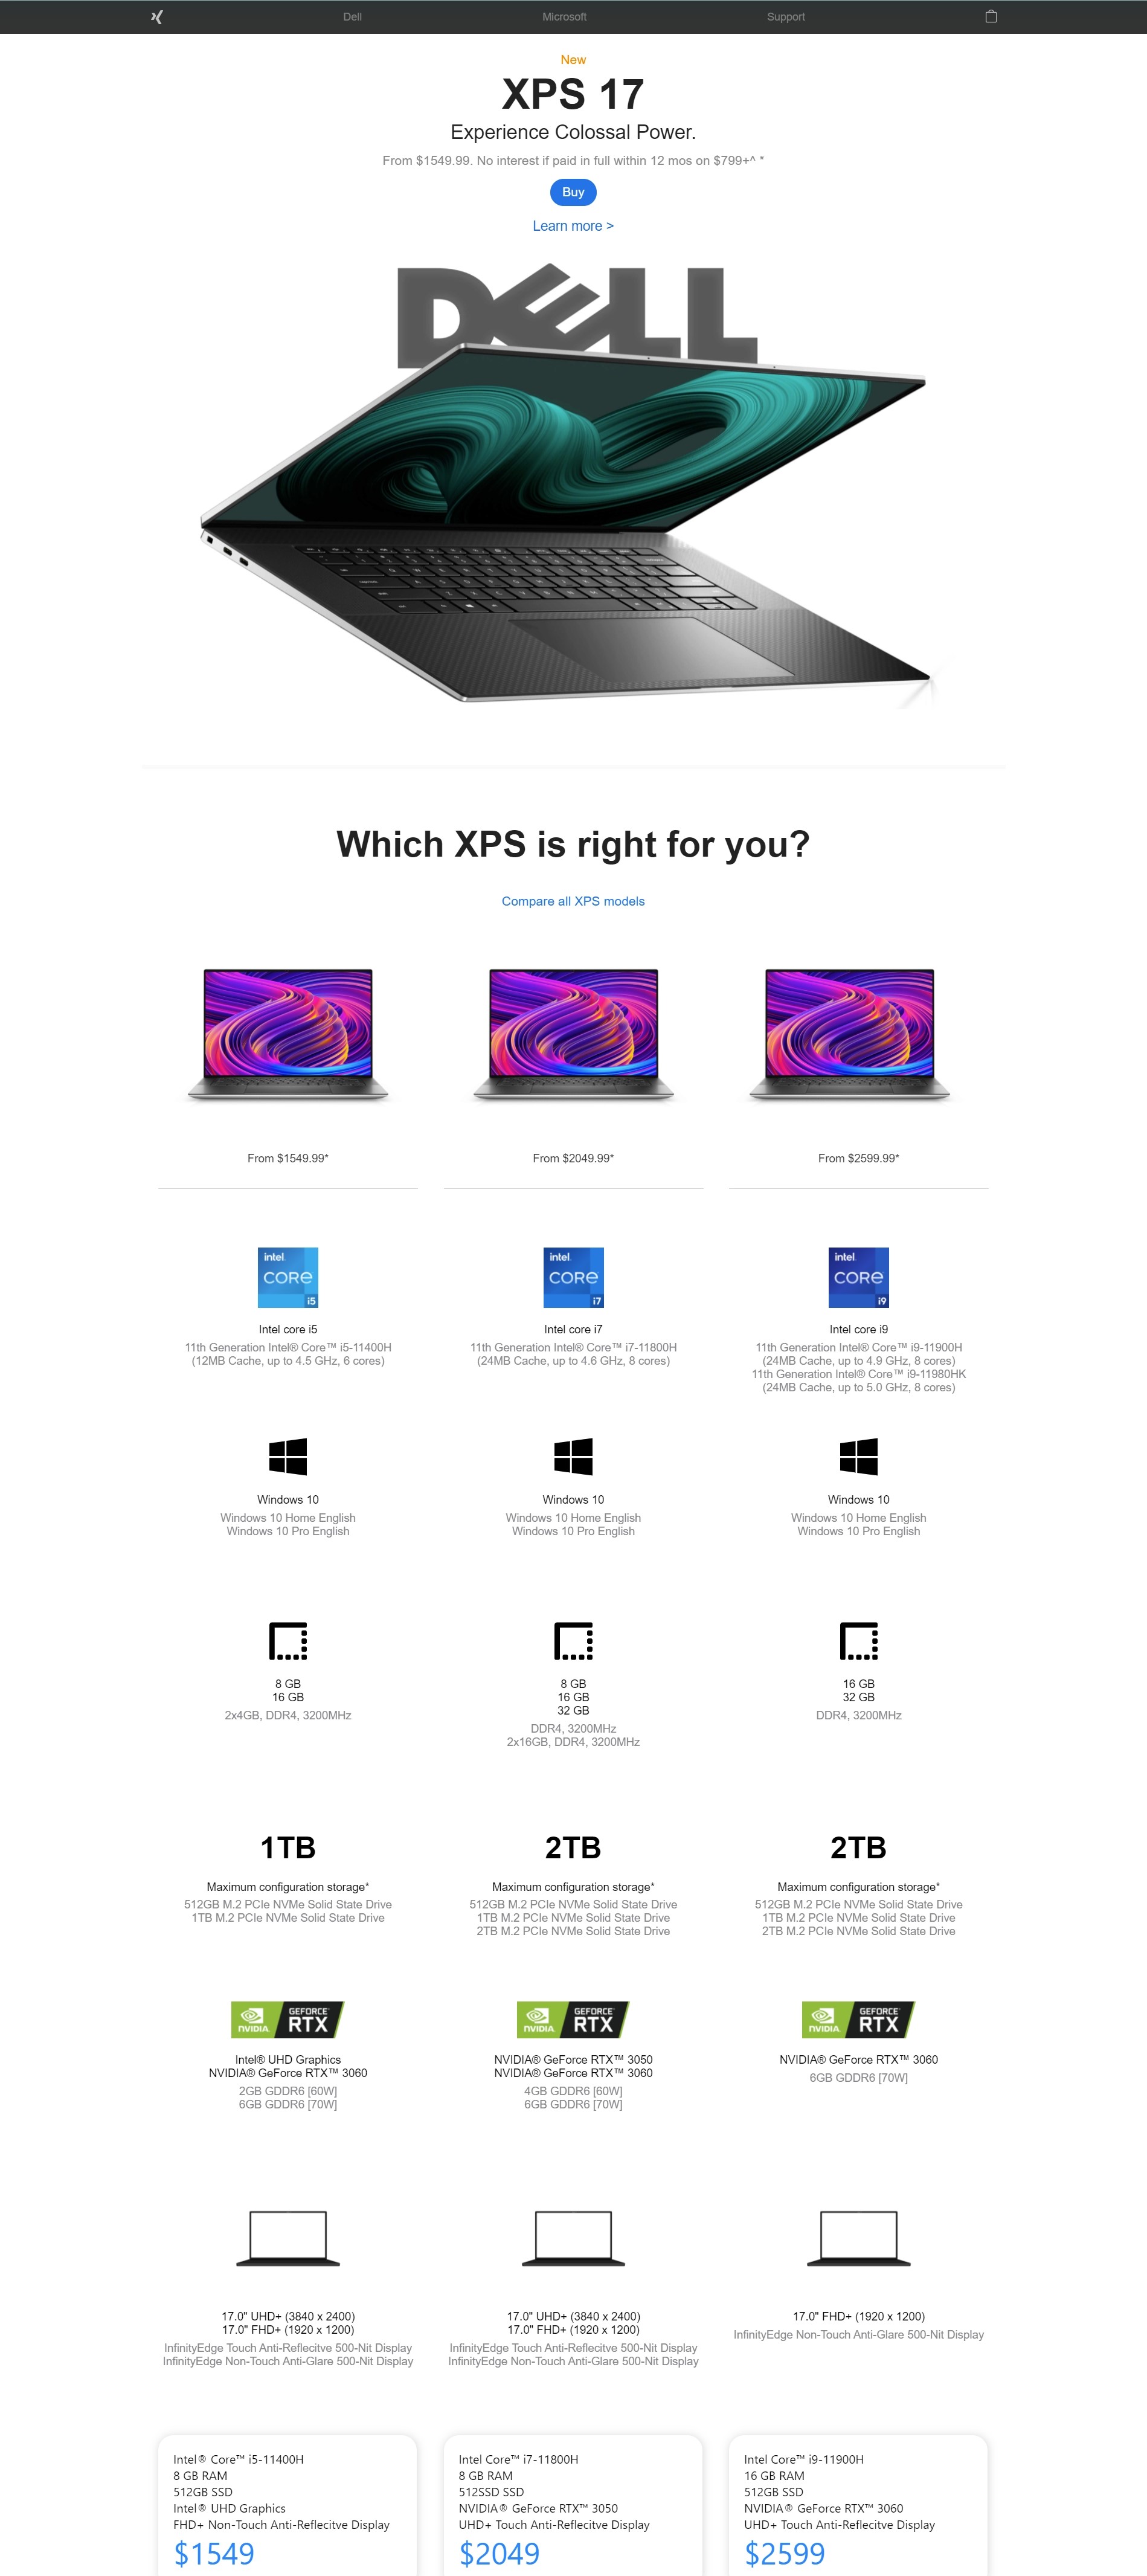 Dell
Microsoft
Support
New
XPS 17
Experience Colossal Power.
From $1549.99. No interest if paid in full within 12 mos on $799+^ *
Buy
Learn more >
DELL
Which XPS is right for you?
Compare all XPS models
From $1549.99*
From $2049.99*
From $2599.99*
intel
CORE
i5
intel
CORE
i7
intel
CORE
i9
Intel core i5
11th Generation Intel® Core™ i5-11400H
(12MB Cache, up to 4.5 GHz, 6 cores)
Intel core i7
11th Generation Intel® Core™ i7-11800H
(24MB Cache, up to 4.6 GHz, 8 cores)
Intel core i9
11th Generation Intel® Core™ i9-11900H
(24MB Cache, up to 4.9 GHz, 8 cores)
11th Generation Intel® Core™ i9-11980HK
(24MB Cache, up to 5.0 GHz, 8 cores)
Windows 10
Windows 10 Home English
Windows 10 Pro English
Windows 10
Windows 10 Home English
Windows 10 Pro English
Windows 10
Windows 10 Home English
Windows 10 Pro English
8 GB
16 GB
2x4GB, DDR4, 3200MHz
8 GB
16 GB
32 GB
DDR4, 3200MHz
2x16GB, DDR4, 3200MHz
16 GB
32 GB
DDR4, 3200MHz
1TB
Maximum configuration storage*
512GB M.2 PCIe NVMe Solid State Drive
1TB M.2 PCIe NVMe Solid State Drive
2TB
Maximum configuration storage*
512GB M.2 PCIe NVMe Solid State Drive
1TB M.2 PCIe NVMe Solid State Drive
2TB M.2 PCIe NVMe Solid State Drive
2TB
Maximum configuration storage*
512GB M.2 PCIe NVMe Solid State Drive
1TB M.2 PCIe NVMe Solid State Drive
2TB M.2 PCIe NVMe Solid State Drive
NVIDIA
GEFORCE
RTX
Intel® UHD Graphics
NVIDIA® GeForce RTX™ 3060
2GB GDDR6 [60W]
6GB GDDR6 [70W]
NVIDIA
GEFORCE
RTX
NVIDIA® GeForce RTX™ 3050
NVIDIA® GeForce RTX™ 3060
4GB GDDR6 [60W]
6GB GDDR6 [70W]
NVIDIA
GEFORCE
RTX
NVIDIA® GeForce RTX™ 3060
6GB GDDR6 [70W]
17.0" UHD+ (3840 x 2400)
17.0" FHD+ (1920 x 1200)
InfinityEdge Touch Anti-Reflecitve 500-Nit Display
InfinityEdge Non-Touch Anti-Glare 500-Nit Display
17.0" UHD+ (3840 x 2400)
17.0" FHD+ (1920 x 1200)
InfinityEdge Touch Anti-Reflecitve 500-Nit Display
InfinityEdge Non-Touch Anti-Glare 500-Nit Display
17.0" FHD+ (1920 x 1200)
InfinityEdge Non-Touch Anti-Glare 500-Nit Display
Intel® Core™ i5-11400H
8 GB RAM
512GB SSD
Intel® UHD Graphics
FHD+ Non-Touch Anti-Reflecitve Display
$1549
Intel Core™ i7-11800H
8 GB RAM
512SSD SSD
NVIDIA® GeForce RTX™ 3050
UHD+ Touch Anti-Reflecitve Display
$2049
Intel Core™ i9-11900H
16 GB RAM
512GB SSD
NVIDIA® GeForce RTX™ 3060
UHD+ Touch Anti-Reflecitve Display
$2599